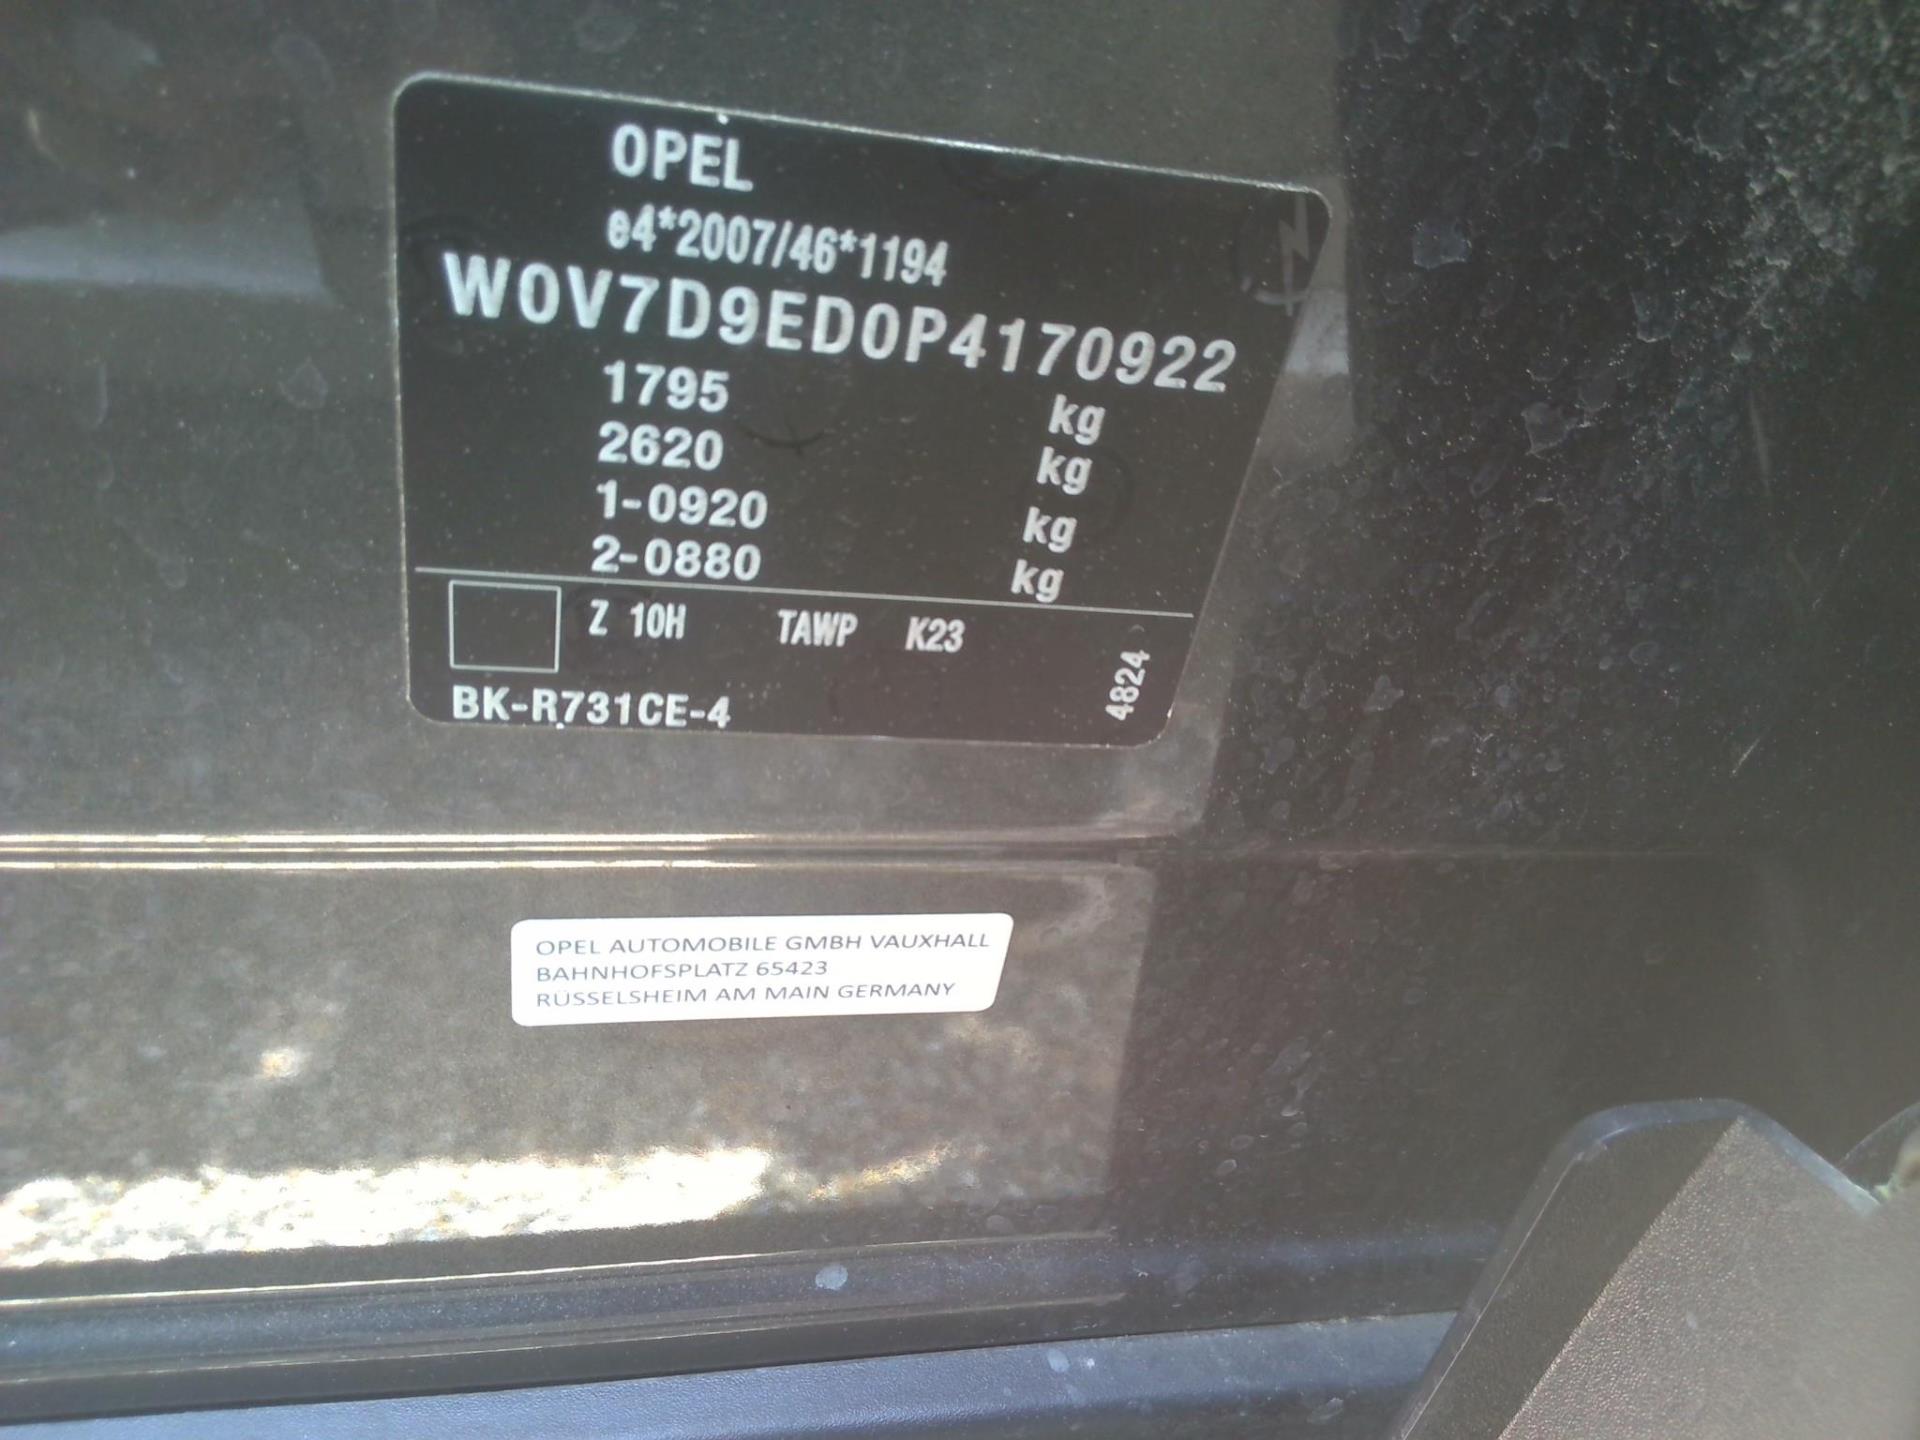 OPEL
e4*2007/46*1194
W0V7D9ED0P4170922
1795 kg
2620 kg
1-0920 kg
2-0880 kg
Z 10H TAWP K23
4824
BK-R731CE-4
OPEL AUTOMOBILE GMBH VAUXHALL
BAHNHOFSPLATZ 65423
RÜSSELSHEIM AM MAIN GERMANY